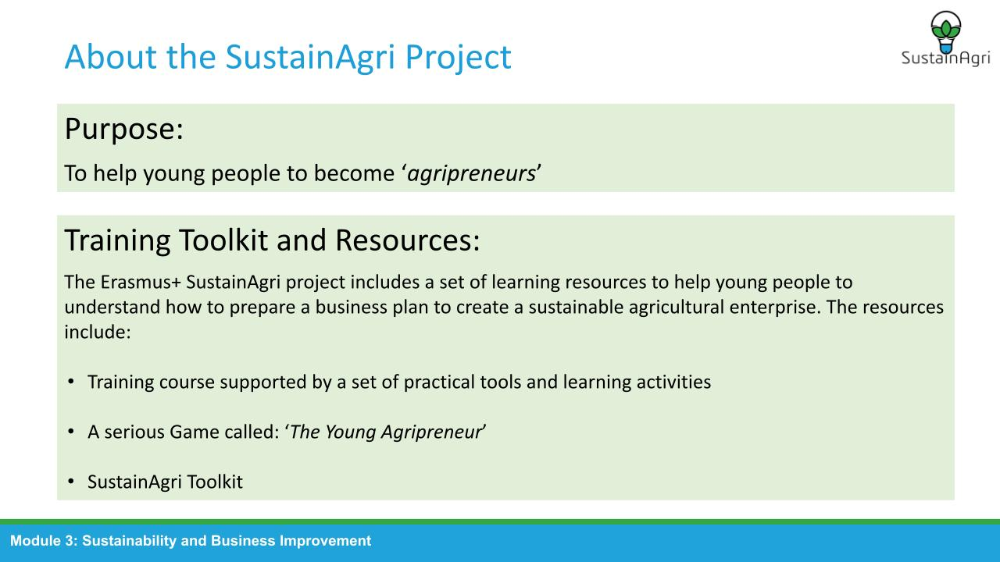 About the SustainAgri Project
SustainAgri
Purpose:
To help young people to become ‘agripreneurs’
Training Toolkit and Resources:
The Erasmus+ SustainAgri project includes a set of learning resources to help young people to
understand how to prepare a business plan to create a sustainable agricultural enterprise. The resources
include:
• Training course supported by a set of practical tools and learning activities
• A serious Game called: ‘The Young Agripreneur’
• SustainAgri Toolkit
Module 3: Sustainability and Business Improvement